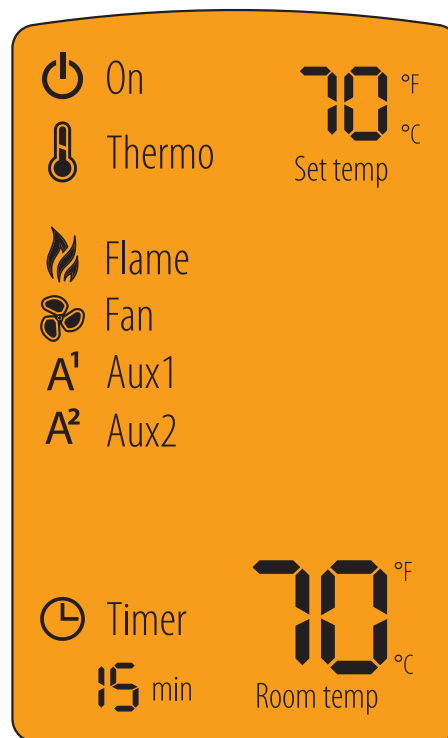 On
70 °F
°C
Thermo
Set temp
Flame
Fan
A¹ Aux1
A² Aux2
70 °F
°C
Timer
15 min
Room temp